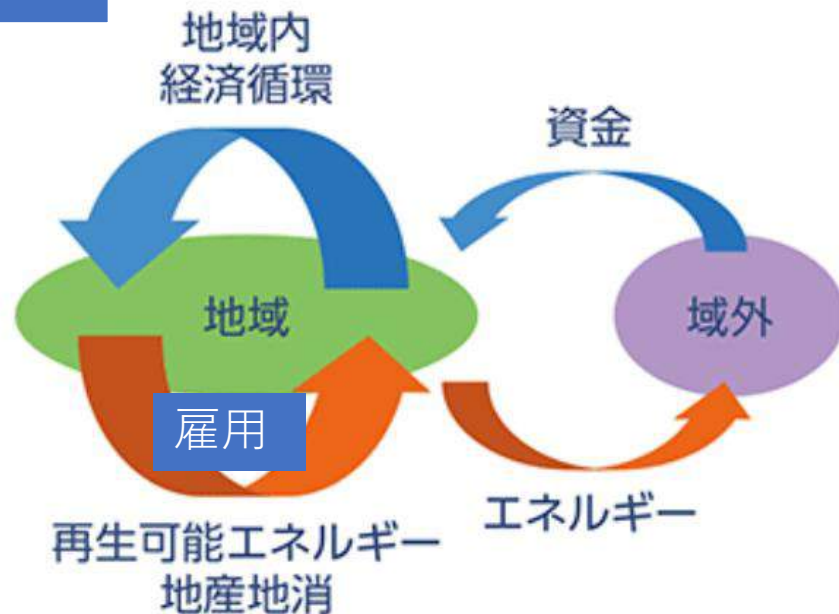 地域内
経済循環
資金
地域
域外
雇用
エネルギー
再生可能エネルギー
地産地消